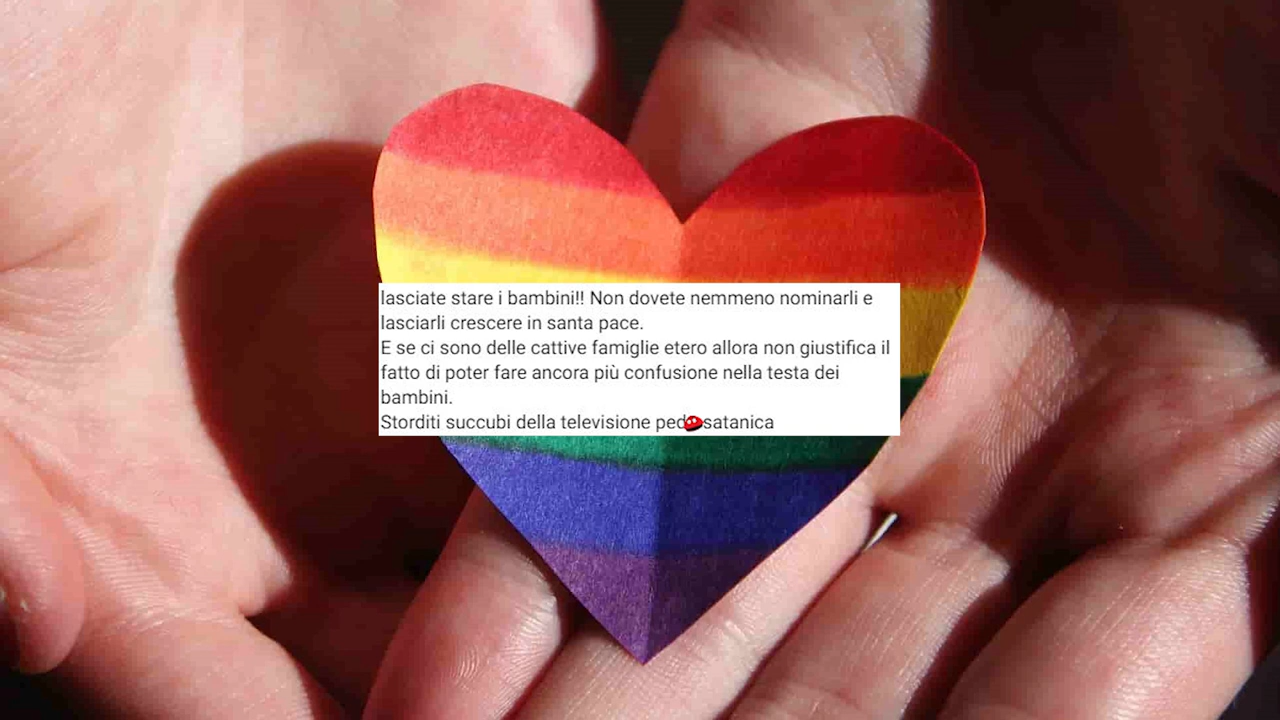 lasciate stare i bambini!! Non dovete nemmeno nominarli e
lasciarli crescere in santa pace.
E se ci sono delle cattive famiglie etero allora non giustifica il
fatto di poter fare ancora più confusione nella testa dei
bambini.
Storditi succubi della televisione ped satanica